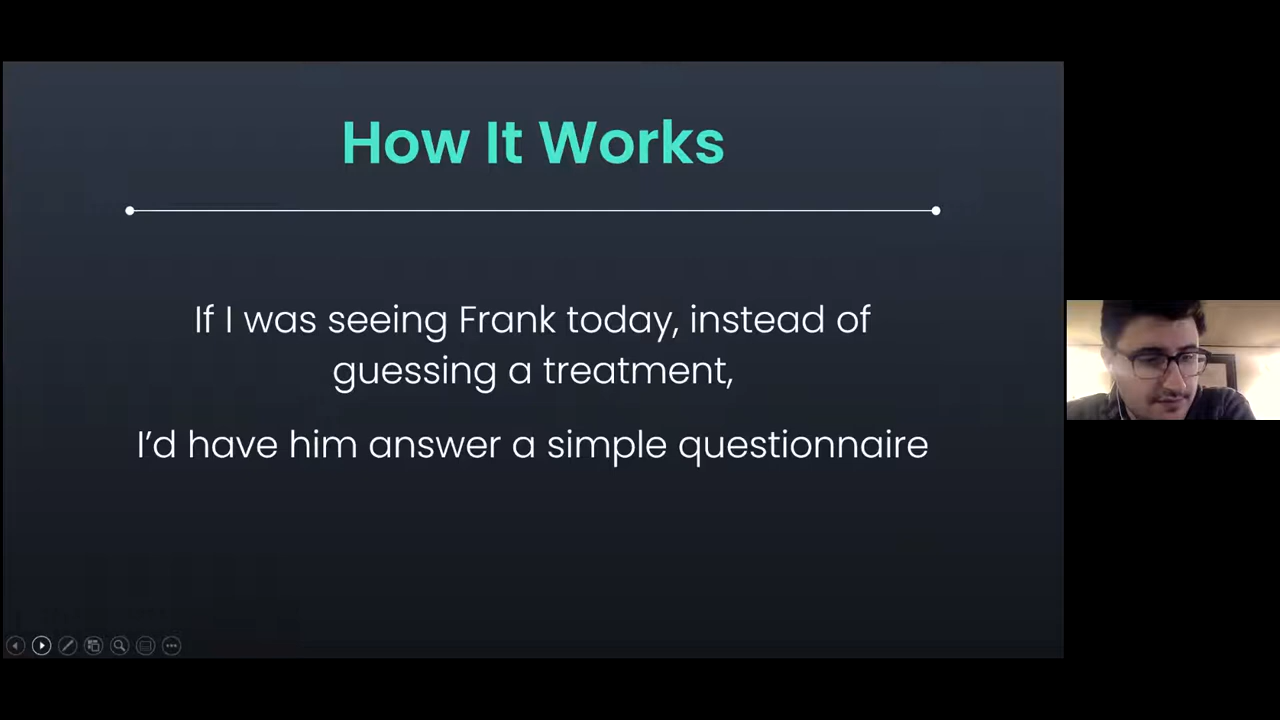 How It Works
If I was seeing Frank today, instead of
guessing a treatment,
I’d have him answer a simple questionnaire